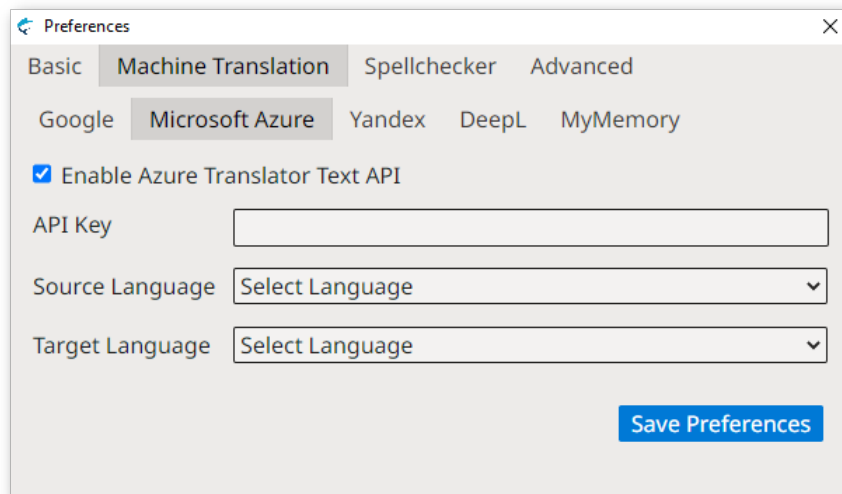 Preferences
Basic Machine Translation Spellchecker Advanced
Google Microsoft Azure Yandex DeepL MyMemory
Enable Azure Translator Text API
API Key
Source Language Select Language
Target Language Select Language
Save Preferences